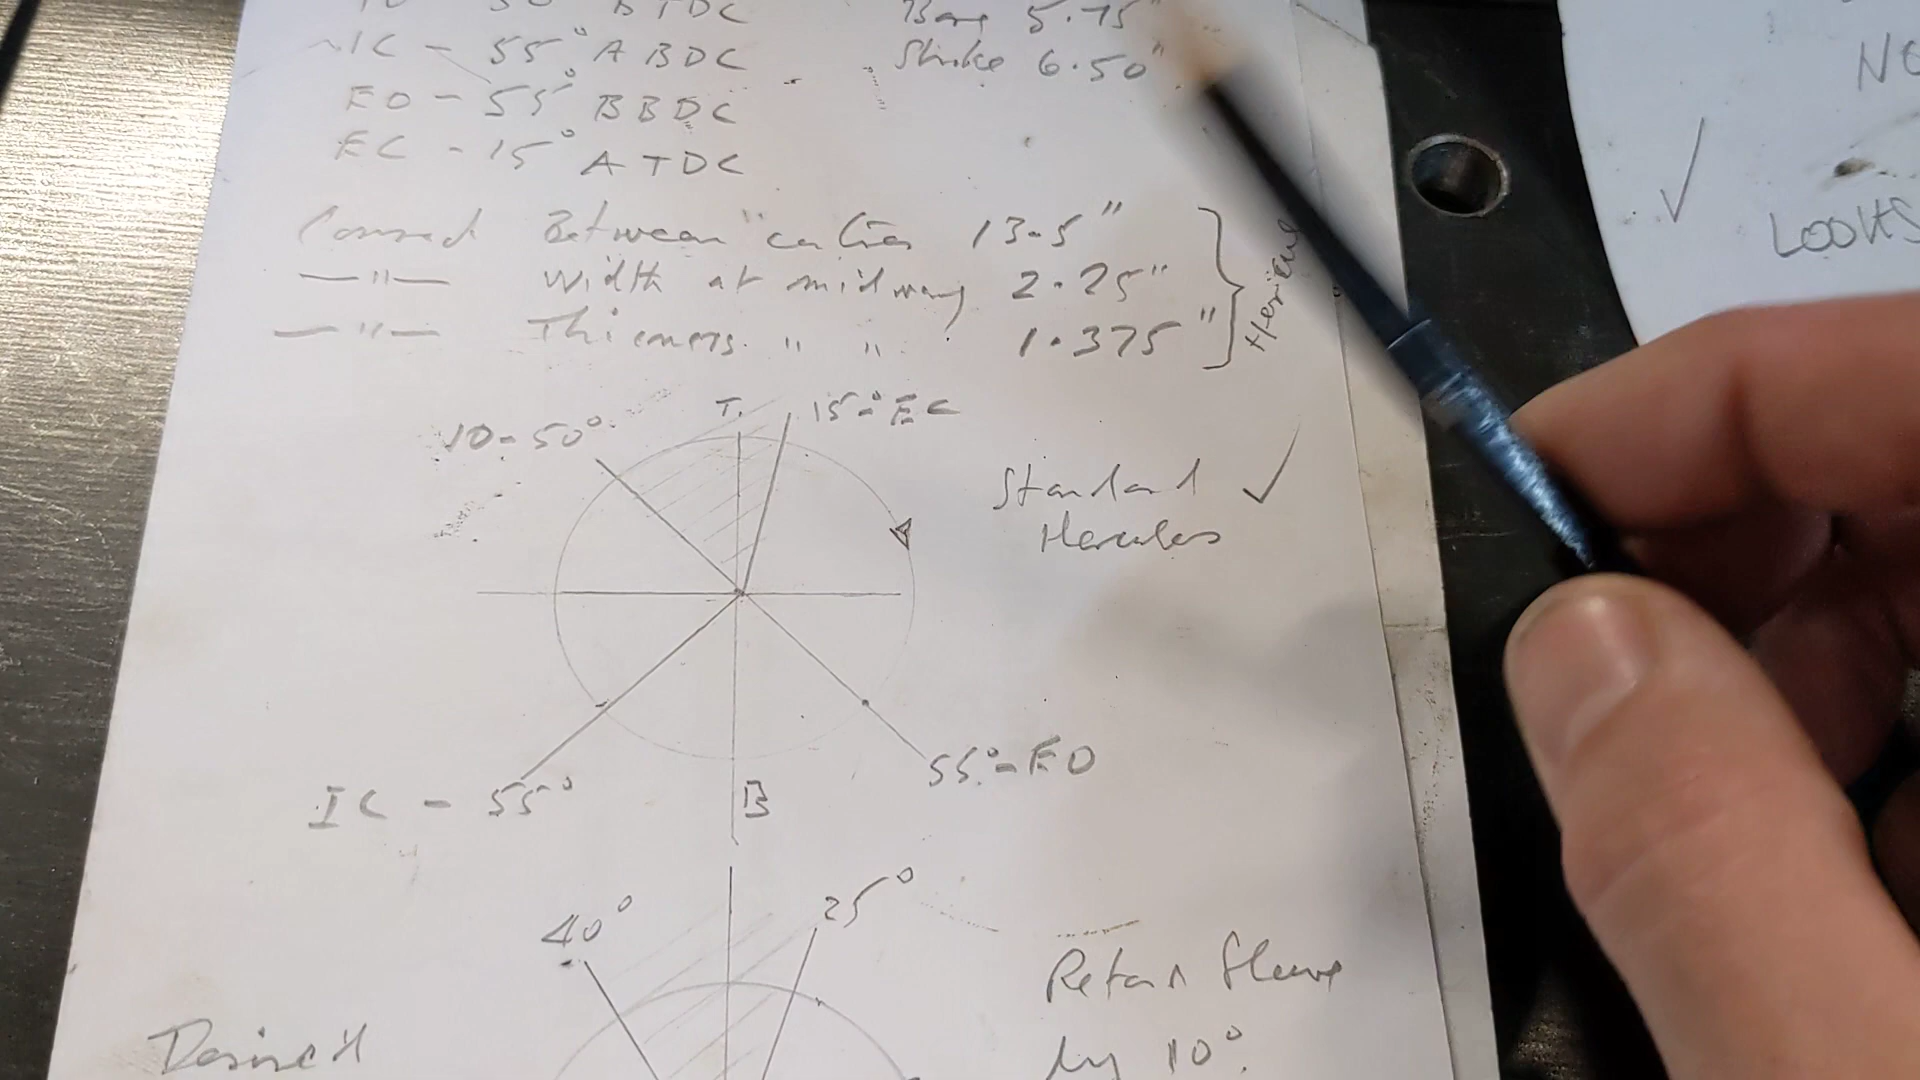 50° BTDC Bore 5.75"
IC - 55° ABDC Stroke 6.50"
EO - 55° BBDC
EC - 15° ATDC
Conrod Between centres 13.5"
—"— Width at midway 2.25"
—"— Thickness " " 1.375"
T. 15° EC
IO - 50°
Standard ✓
Hercules
IC - 55°
B
55° - EO
40° 25°
Retard Sleeve
by 10°.
Desired
NO
✓
LOOKS